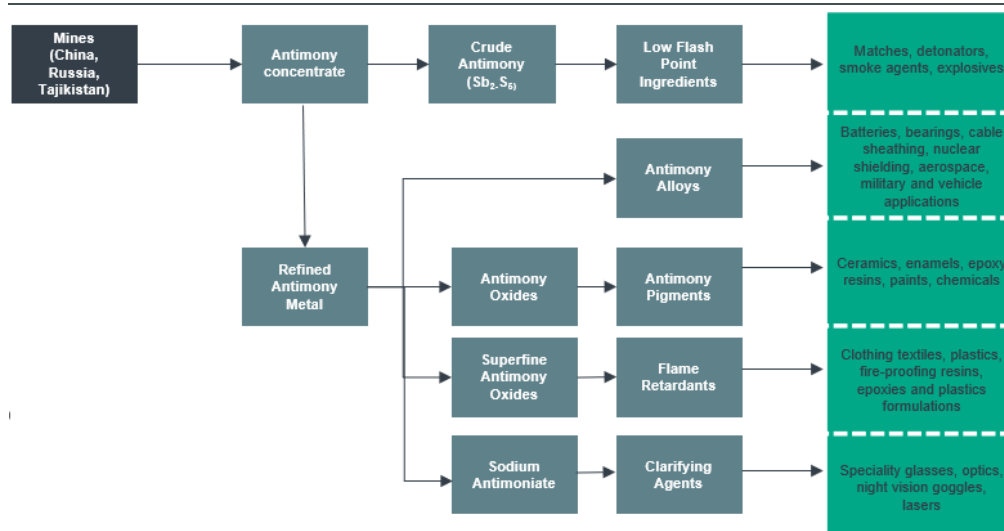 Mines
(China,
Russia,
Tajikistan)
Antimony
concentrate
Crude
Antimony
(Sb₂-S₅)
Low Flash
Point
Ingredients
Matches, detonators,
smoke agents, explosives
Antimony
Alloys
Batteries, bearings, cable
sheathing, nuclear
shielding, aerospace,
military and vehicle
applications
Refined
Antimony
Metal
Antimony
Oxides
Antimony
Pigments
Ceramics, enamels, epoxy
resins, paints, chemicals
Superfine
Antimony
Oxides
Flame
Retardants
Clothing textiles, plastics,
fire-proofing resins,
epoxies and plastics
formulations
Sodium
Antimoniate
Clarifying
Agents
Speciality glasses, optics,
night vision goggles,
lasers